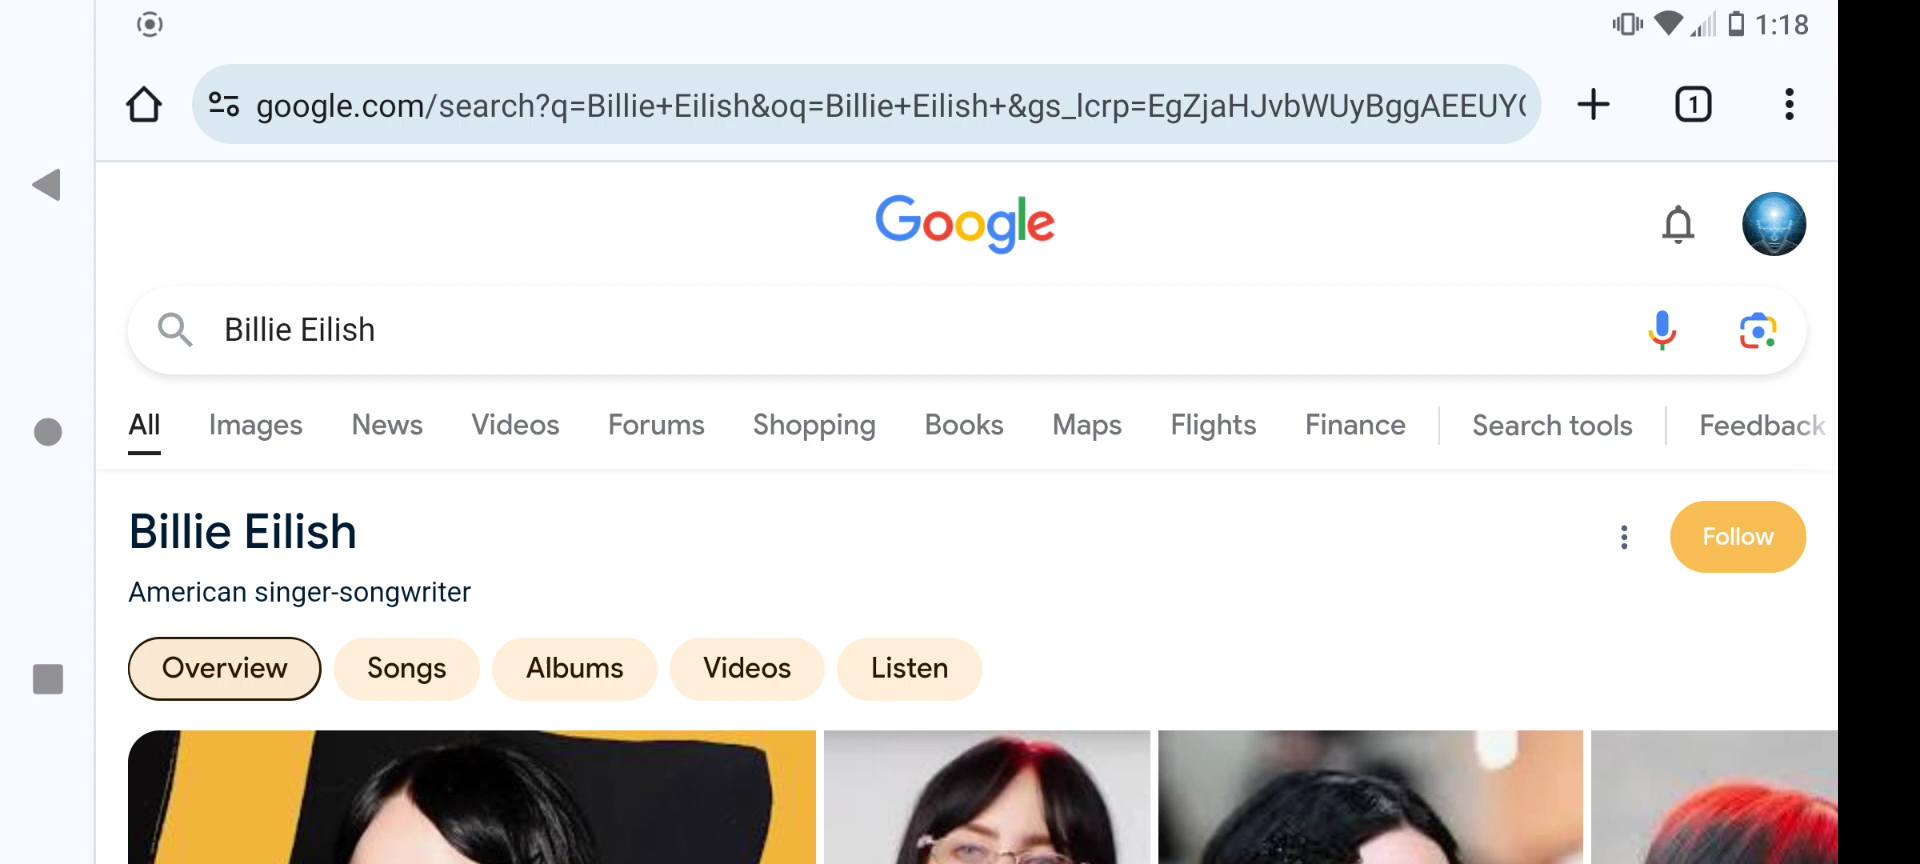 1:18
google.com/search?q=Billie+Eilish&oq=Billie+Eilish+&gs_lcrp=EgZjaHJvbWUyBggAEEUY
1
Google
Billie Eilish
All Images News Videos Forums Shopping Books Maps Flights Finance Search tools Feedback
Billie Eilish
Follow
American singer-songwriter
Overview Songs Albums Videos Listen